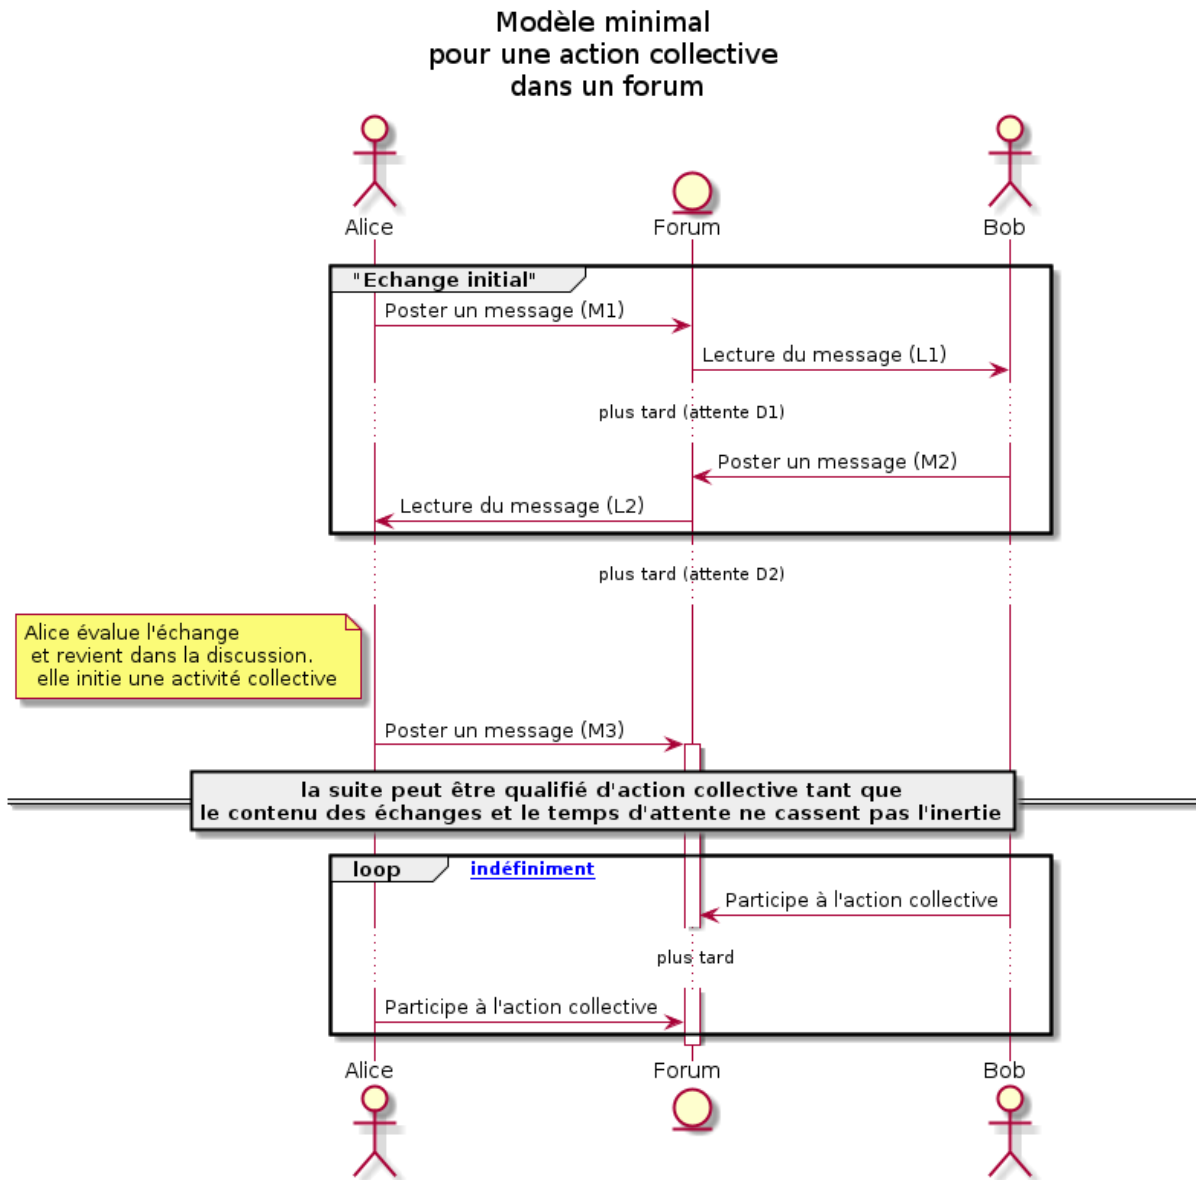 Modèle minimal
pour une action collective
dans un forum
Alice
Forum
Bob
"Echange initial"
Poster un message (M1)
Lecture du message (L1)
plus tard (attente D1)
Poster un message (M2)
Lecture du message (L2)
plus tard (attente D2)
Alice évalue l'échange
et revient dans la discussion.
elle initie une activité collective
Poster un message (M3)
la suite peut être qualifié d'action collective tant que
le contenu des échanges et le temps d'attente ne cassent pas l'inertie
loop
indéfiniment
Participe à l'action collective
plus tard
Participe à l'action collective
Alice
Forum
Bob